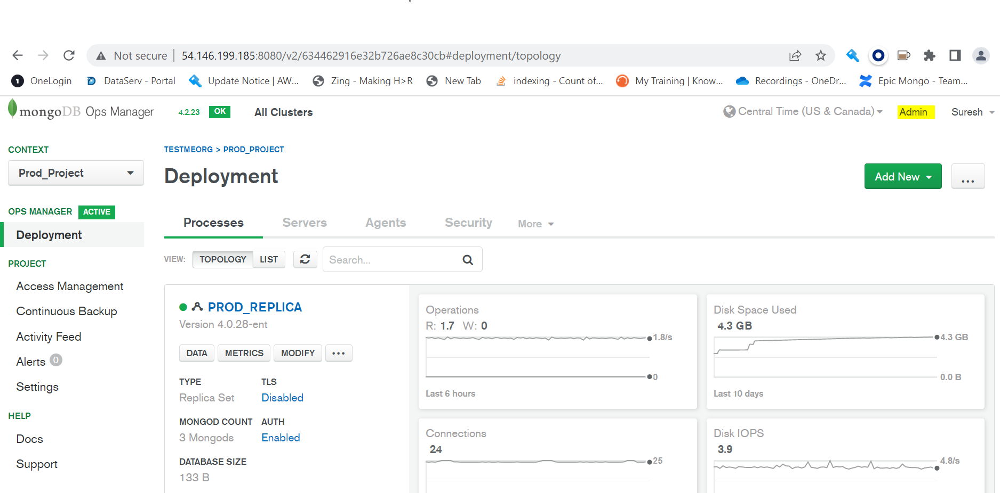 Not secure | 54.146.199.185:8080/v2/634462916e32b726ae8c30cb#deployment/topology
1 OneLogin DataServ - Portal Update Notice | AW... Zing - Making H>R New Tab indexing - Count of... My Training | Know... Recordings - OneDr... Epic Mongo - Team...
mongoDB Ops Manager 4.2.23 OK All Clusters Central Time (US & Canada) Admin Suresh
CONTEXT
Prod_Project
OPS MANAGER ACTIVE
Deployment
PROJECT
Access Management
Continuous Backup
Activity Feed
Alerts 0
Settings
HELP
Docs
Support
TESTMEORG > PROD_PROJECT
Deployment
Add New ...
Processes Servers Agents Security More
VIEW: TOPOLOGY LIST Search...
PROD_REPLICA
Version 4.0.28-ent
DATA METRICS MODIFY ...
TYPE TLS
Replica Set Disabled
MONGOD COUNT AUTH
3 Mongods Enabled
DATABASE SIZE
133 B
Operations
R: 1.7 W: 0
1.8/s
0
Last 6 hours
Disk Space Used
4.3 GB
4.3 GB
0.0 B
Last 10 days
Connections
24
25
Disk IOPS
3.9
4.8/s